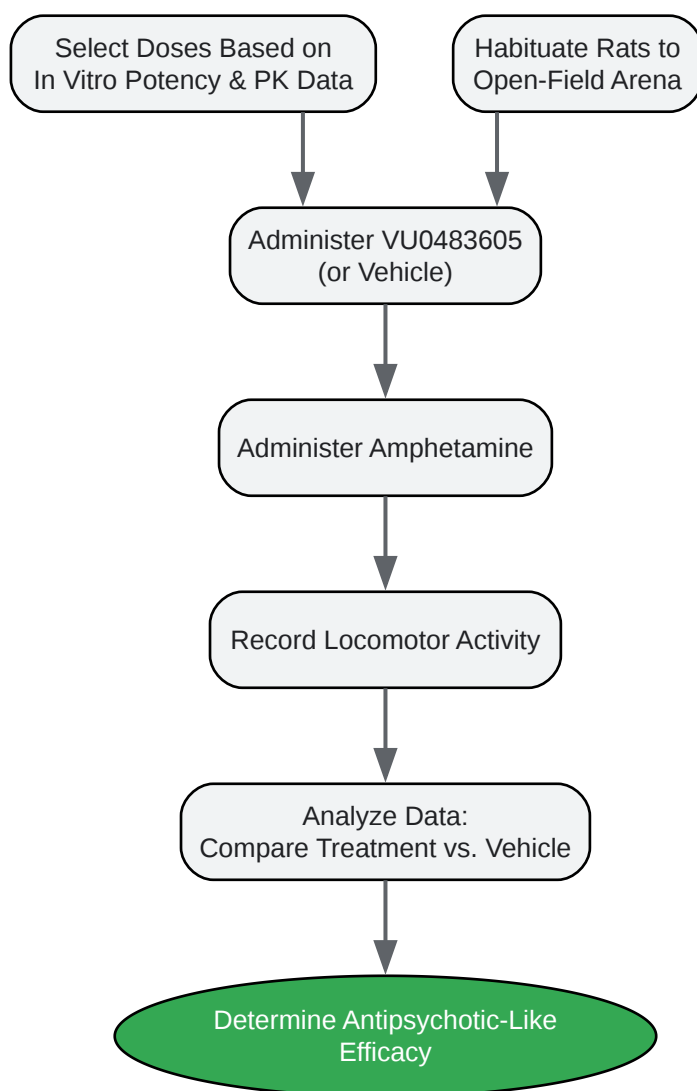 Select Doses Based on
In Vitro Potency & PK Data
Habituate Rats to
Open-Field Arena
Administer VU0483605
(or Vehicle)
Administer Amphetamine
Record Locomotor Activity
Analyze Data:
Compare Treatment vs. Vehicle
Determine Antipsychotic-Like
Efficacy